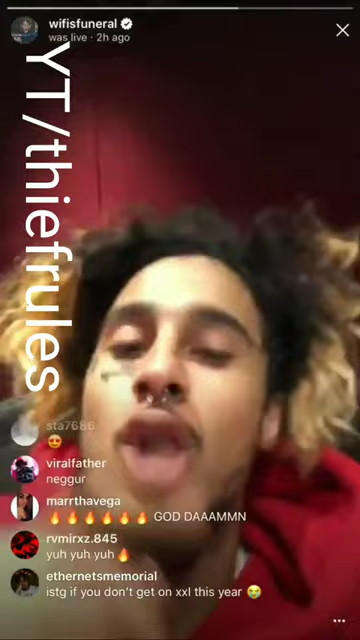 wifisfuneral
was live · 2h ago
YT/thiefrules
sta7686
😍
viralfather
neggur
marrthavega
🔥🔥🔥🔥🔥🔥 GOD DAAAMMN
rvmirxz.845
yuh yuh yuh🔥
ethernetsmemorial
istg if you don't get on xxl this year 😭